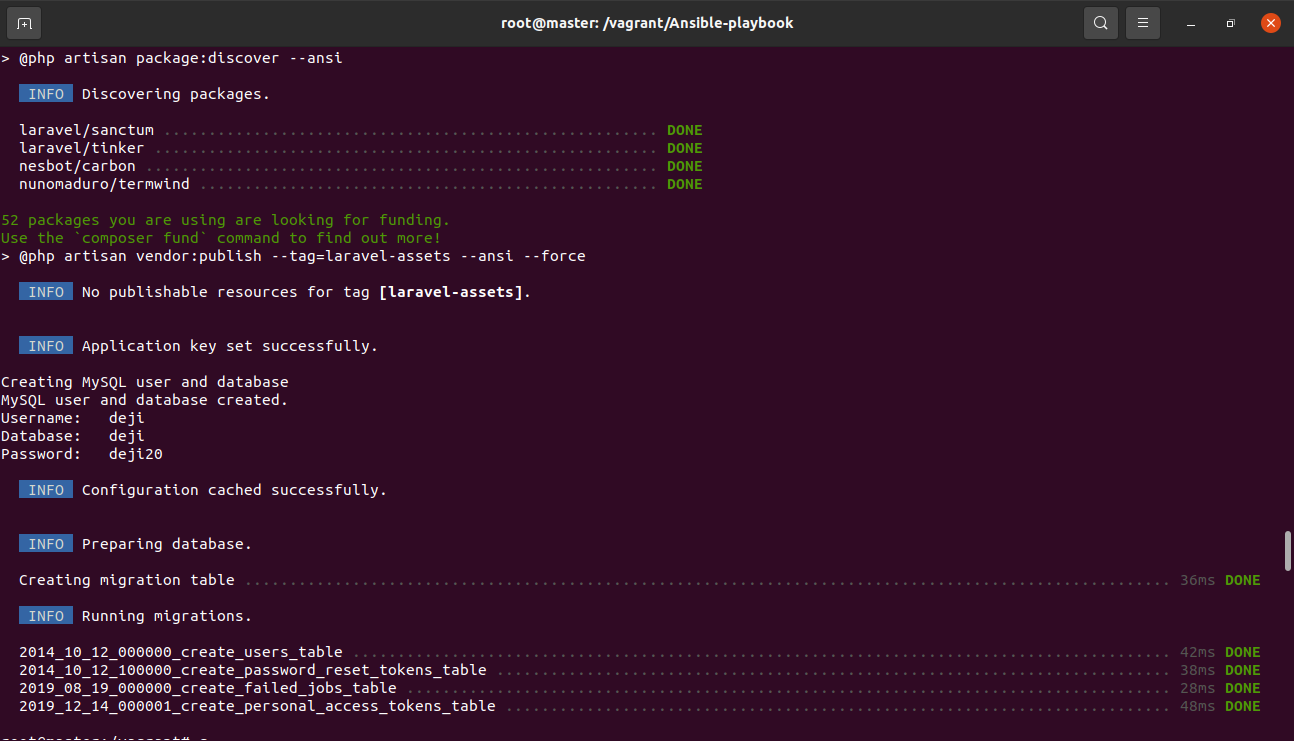 root@master: /vagrant/Ansible-playbook
> @php artisan package:discover --ansi
INFO Discovering packages.
laravel/sanctum ....................................................... DONE
laravel/tinker ........................................................ DONE
nesbot/carbon ......................................................... DONE
nunomaduro/termwind ................................................... DONE
52 packages you are using are looking for funding.
Use the `composer fund` command to find out more!
> @php artisan vendor:publish --tag=laravel-assets --ansi --force
INFO No publishable resources for tag [laravel-assets].
INFO Application key set successfully.
Creating MySQL user and database
MySQL user and database created.
Username: deji
Database: deji
Password: deji20
INFO Configuration cached successfully.
INFO Preparing database.
Creating migration table ....................................................................................................... 36ms DONE
INFO Running migrations.
2014_10_12_000000_create_users_table ........................................................................................... 42ms DONE
2014_10_12_100000_create_password_reset_tokens_table ........................................................................... 38ms DONE
2019_08_19_000000_create_failed_jobs_table ..................................................................................... 28ms DONE
2019_12_14_000001_create_personal_access_tokens_table .......................................................................... 48ms DONE